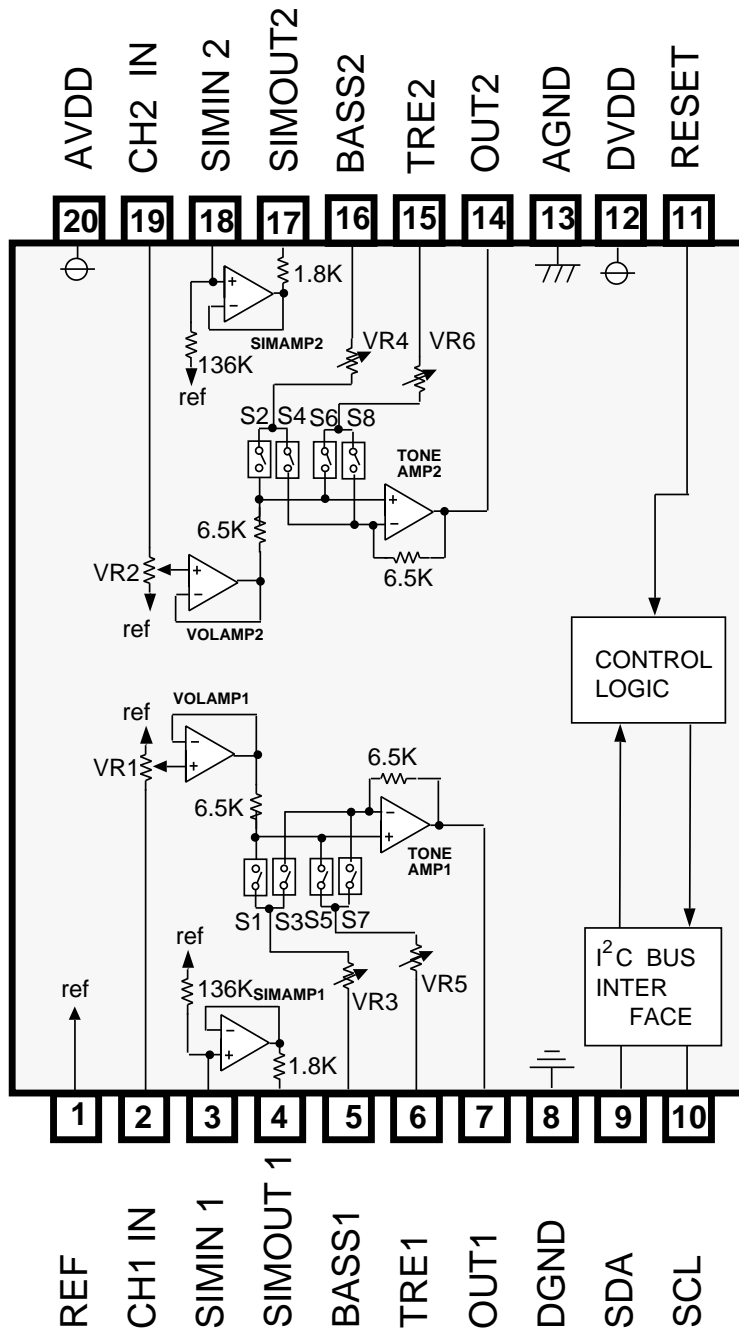 AVDD
CH2 IN
SIMIN 2
SIMOUT2
BASS2
TRE2
OUT2
AGND
DVDD
RESET
20
19
18
17
16
15
14
13
12
11
+
−
1.8K
SIMAMP2
136K
ref
VR4
VR6
S2
S4
S6
S8
TONE
AMP2
+
−
6.5K
6.5K
VR2
+
−
ref
VOLAMP2
CONTROL
LOGIC
VOLAMP1
ref
−
+
VR1
6.5K
6.5K
−
+
TONE
AMP1
S1
S3
S5
S7
ref
136K
SIMAMP1
VR3
VR5
−
+
1.8K
ref
I²C BUS
INTER
FACE
1
2
3
4
5
6
7
8
9
10
REF
CH1 IN
SIMIN 1
SIMOUT 1
BASS1
TRE1
OUT1
DGND
SDA
SCL